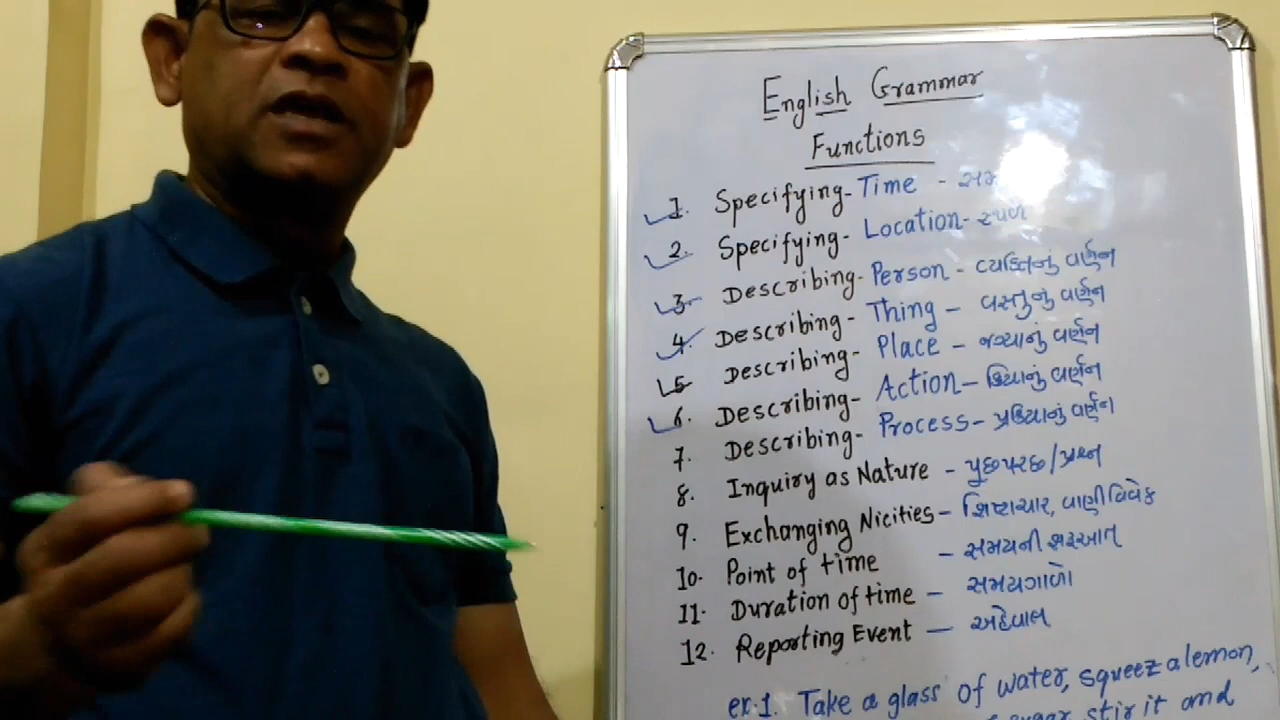 English Grammar
Functions
1. Specifying- Time -
2. Specifying- Location- સ્થળ
3. Describing- Person - વ્યક્તિનું વર્ણન
4. Describing- Thing - વસ્તુનું વર્ણન
5 Describing- Place - જગ્યાનું વર્ણન
6. Describing- Action - ક્રિયાનું વર્ણન
7. Describing- Process - પ્રક્રિયાનું વર્ણન
8. Inquiry as Nature - પુછપરછ/પ્રશ્ન
9. Exchanging Nicities - શિષ્ટાચાર, વાણીવિવેક
10. Point of time - સમયની શરૂઆત
11. Duration of time - સમયગાળો
12. Reporting Event - અહેવાલ
ex.1. Take a glass of water, squeez a lemon,
sugar, stir it and